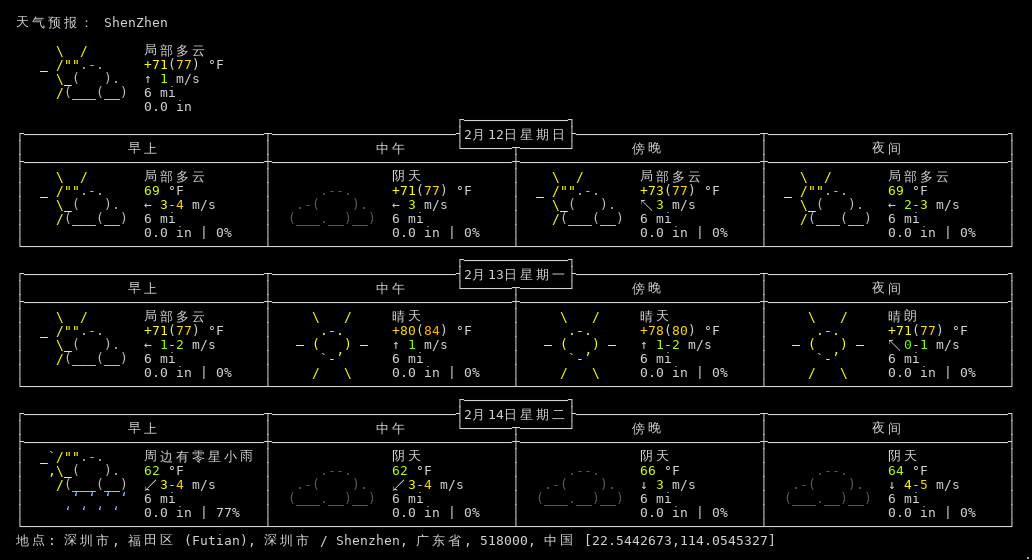 天气预报： ShenZhen
局部多云
+71(77) °F
↑ 1 m/s
6 mi
0.0 in
2月12日星期日
早上 中午 傍晚 夜间
局部多云 阴天 局部多云 局部多云
69 °F +71(77) °F +73(77) °F 69 °F
← 3-4 m/s ← 3 m/s ↖ 3 m/s ← 2-3 m/s
6 mi 6 mi 6 mi 6 mi
0.0 in | 0% 0.0 in | 0% 0.0 in | 0% 0.0 in | 0%
2月13日星期一
早上 中午 傍晚 夜间
局部多云 晴天 晴天 晴朗
+71(77) °F +80(84) °F +78(80) °F +71(77) °F
← 1-2 m/s ↑ 1 m/s ↑ 1-2 m/s ↖ 0-1 m/s
6 mi 6 mi 6 mi 6 mi
0.0 in | 0% 0.0 in | 0% 0.0 in | 0% 0.0 in | 0%
2月14日星期二
早上 中午 傍晚 夜间
周边有零星小雨 阴天 阴天 阴天
62 °F 62 °F 66 °F 64 °F
↙ 3-4 m/s ↙ 3-4 m/s ↓ 3 m/s ↓ 4-5 m/s
6 mi 6 mi 6 mi 6 mi
0.0 in | 77% 0.0 in | 0% 0.0 in | 0% 0.0 in | 0%
地点: 深圳市, 福田区 (Futian), 深圳市 / Shenzhen, 广东省, 518000, 中国 [22.5442673,114.0545327]